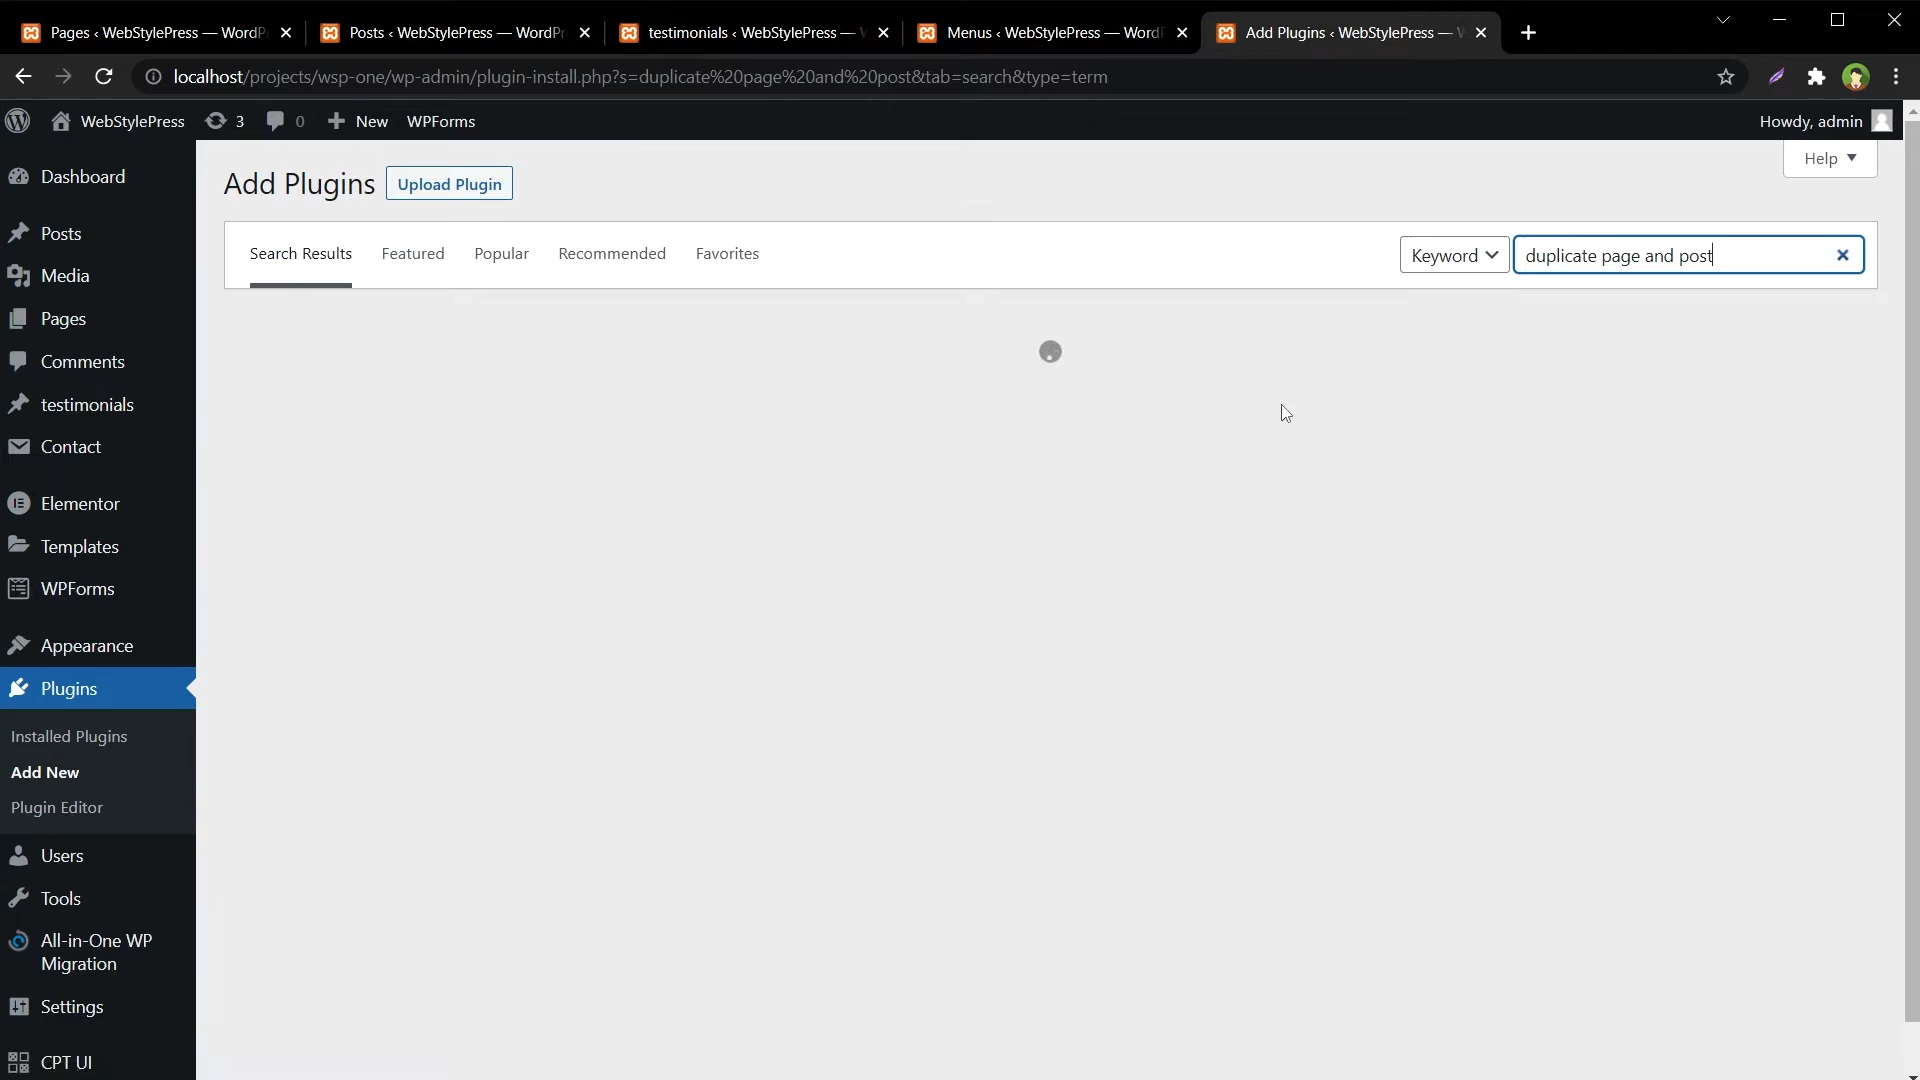 Pages ‹ WebStylePress — WordP
Posts ‹ WebStylePress — WordPr
testimonials ‹ WebStylePress —
Menus ‹ WebStylePress — Word
Add Plugins ‹ WebStylePress —
localhost/projects/wsp-one/wp-admin/plugin-install.php?s=duplicate%20page%20and%20post&tab=search&type=term
WebStylePress
3
0
New
WPForms
Howdy, admin
Help
Add Plugins
Upload Plugin
Search Results
Featured
Popular
Recommended
Favorites
Keyword
duplicate page and post
Dashboard
Posts
Media
Pages
Comments
testimonials
Contact
Elementor
Templates
WPForms
Appearance
Plugins
Installed Plugins
Add New
Plugin Editor
Users
Tools
All-in-One WP
Migration
Settings
CPT UI